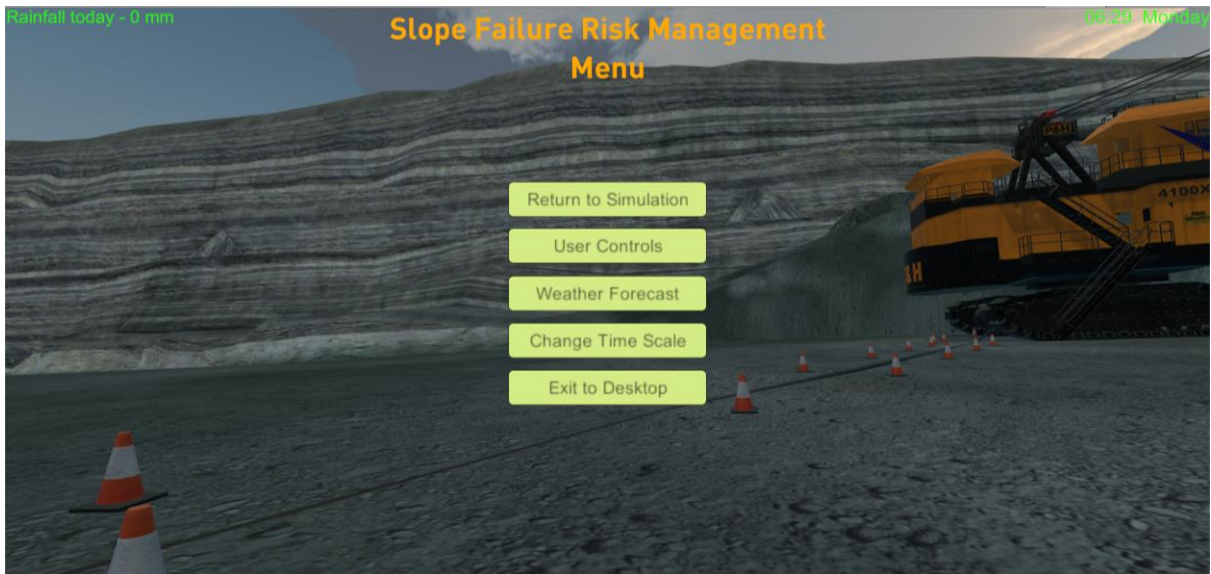 Rainfall today - 0 mm
06:29 Monday
Slope Failure Risk Management
Menu
Return to Simulation
User Controls
Weather Forecast
Change Time Scale
Exit to Desktop
P&H
4100X